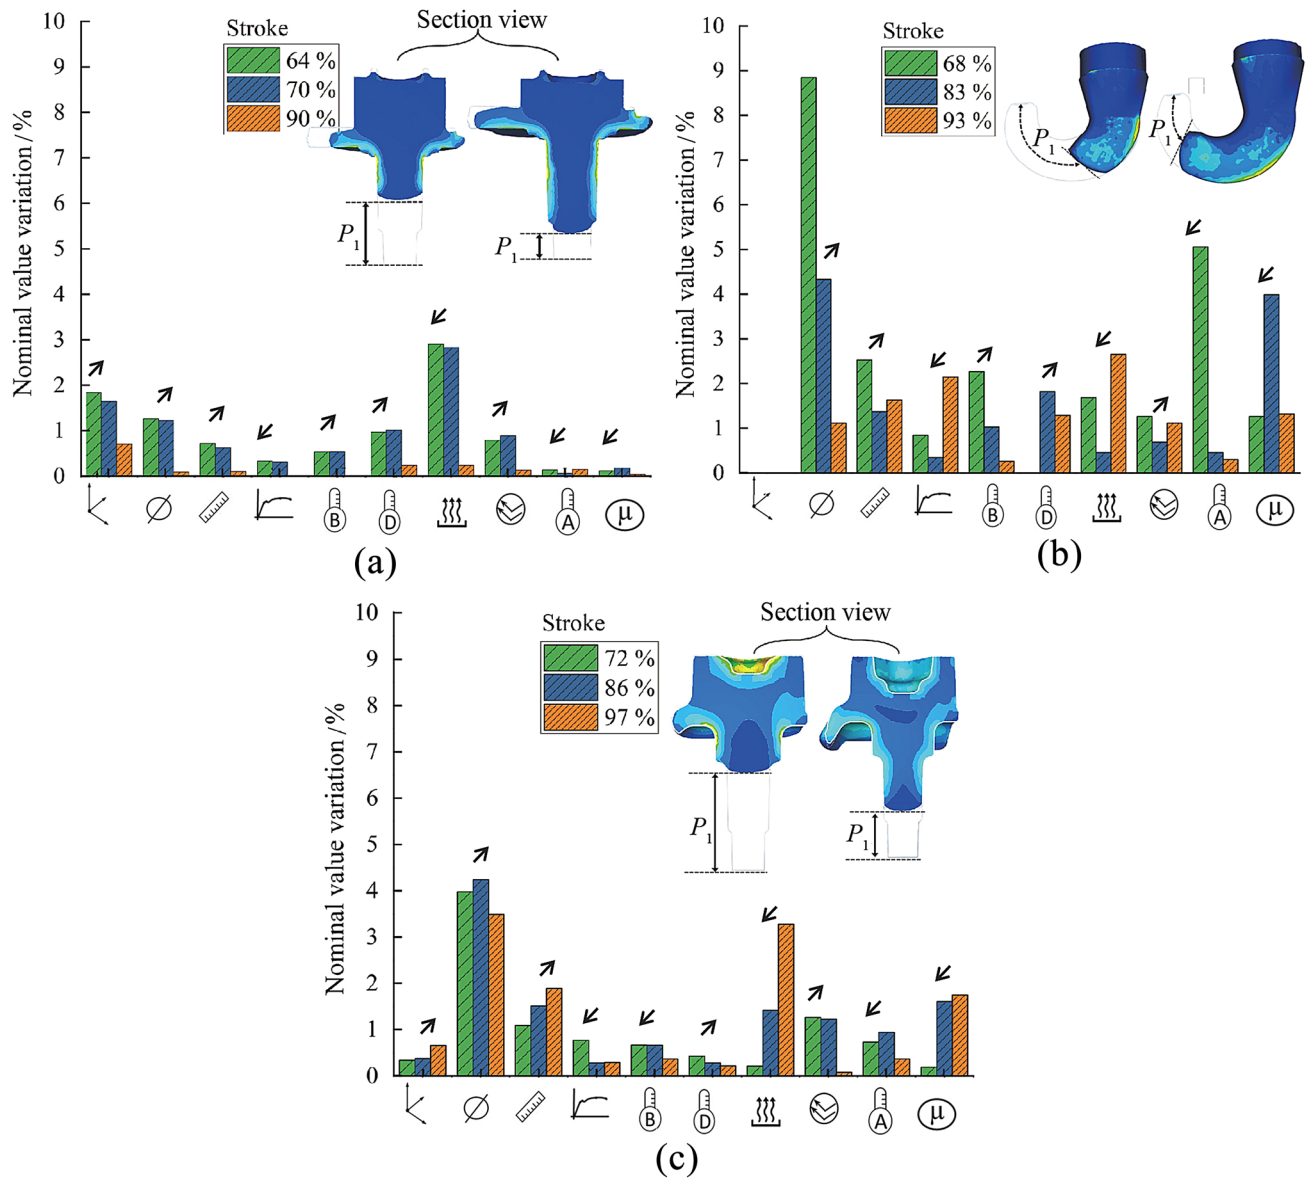 Stroke
64 %
70 %
90 %
Section view
P1
P1
Nominal value variation /%
10
9
8
7
6
5
4
3
2
1
0
B
D
A
μ
(a)
Stroke
68 %
83 %
93 %
P1
P1
Nominal value variation /%
10
9
8
7
6
5
4
3
2
1
0
B
D
A
μ
(b)
Stroke
72 %
86 %
97 %
Section view
P1
P1
Nominal value variation /%
10
9
8
7
6
5
4
3
2
1
0
B
D
A
μ
(c)